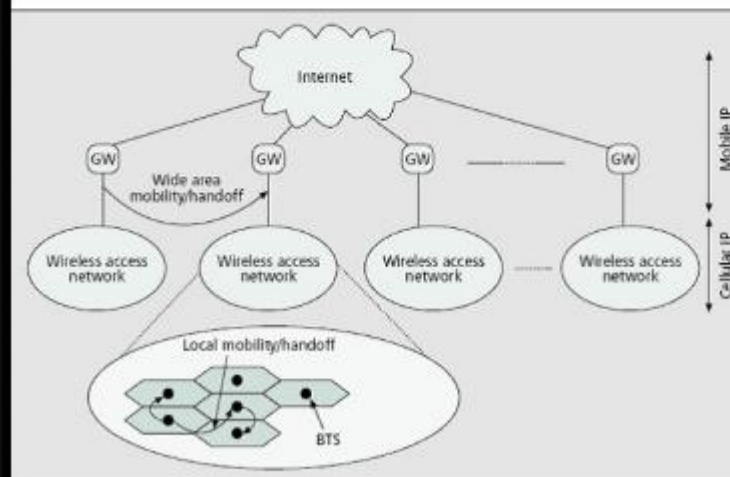 Internet
GW
GW
GW
GW
Mobile IP
Wide area
mobility/handoff
Wireless access
network
Wireless access
network
Wireless access
network
Wireless access
network
Cellular IP
Local mobility/handoff
BTS